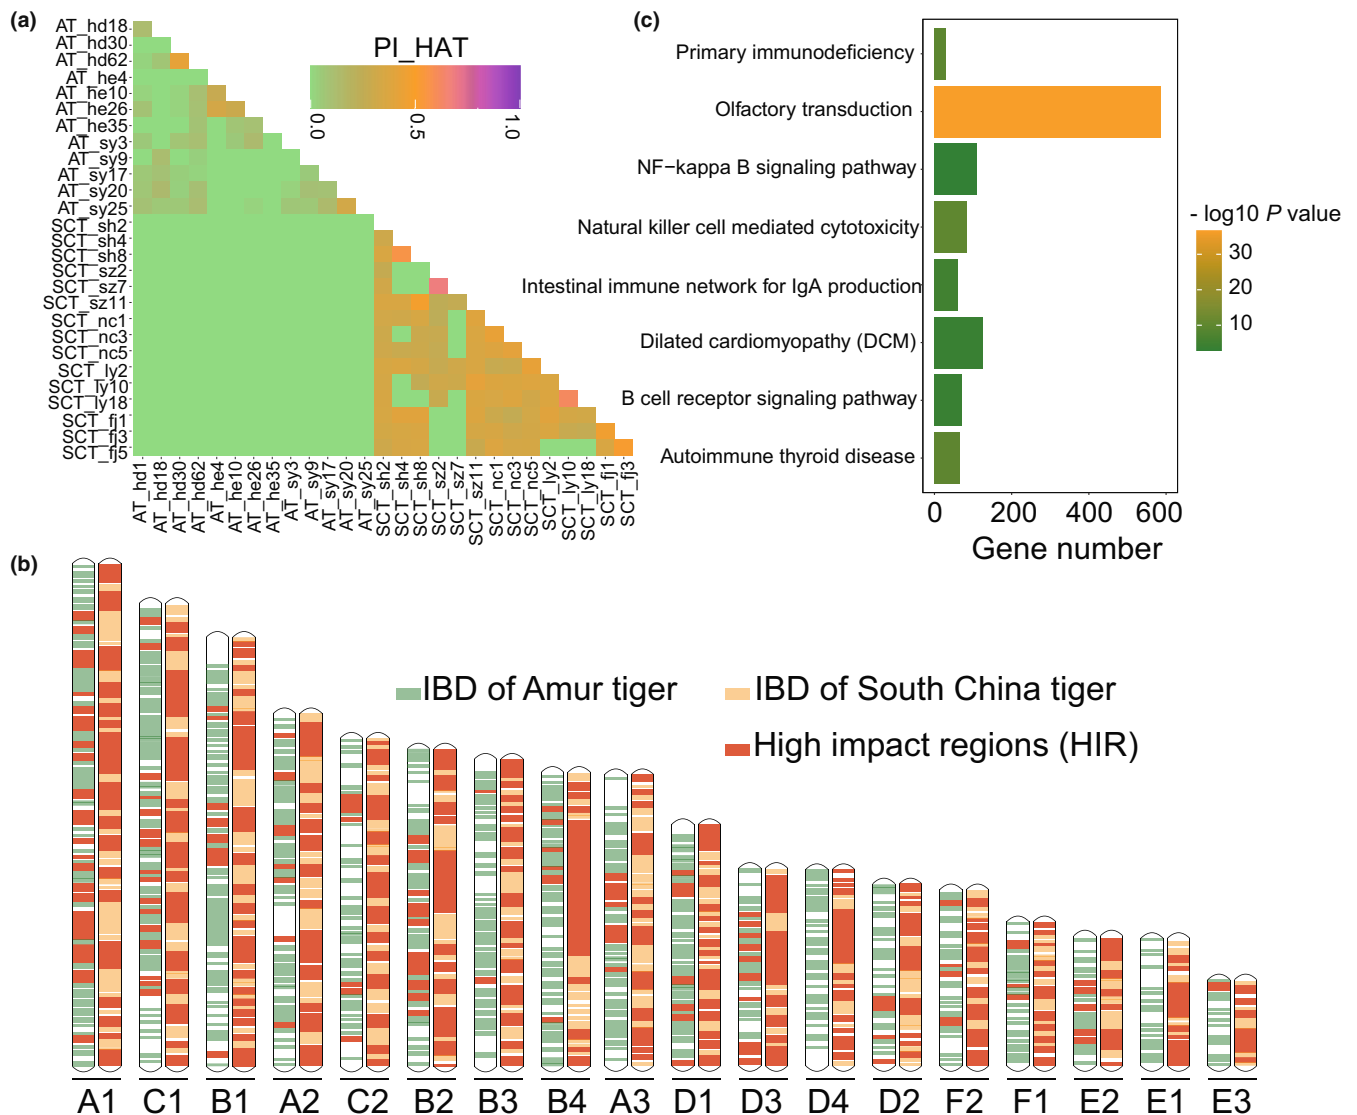 (a)
AT_hd18
AT_hd30
AT_hd62
AT_he4
AT_he10
AT_he26
AT_he35
AT_sy3
AT_sy9
AT_sy17
AT_sy20
AT_sy25
SCT_sh2
SCT_sh4
SCT_sh8
SCT_sz2
SCT_sz7
SCT_sz11
SCT_nc1
SCT_nc3
SCT_nc5
SCT_ly2
SCT_ly10
SCT_ly18
SCT_fj1
SCT_fj3
SCT_fj5
PI_HAT
0.0
0.5
1.0
AT_hd1
AT_hd18
AT_hd30
AT_hd62
AT_he4
AT_he10
AT_he26
AT_he35
AT_sy3
AT_sy9
AT_sy17
AT_sy20
AT_sy25
SCT_sh2
SCT_sh4
SCT_sh8
SCT_sz2
SCT_sz7
SCT_sz11
SCT_nc1
SCT_nc3
SCT_nc5
SCT_ly2
SCT_ly10
SCT_ly18
SCT_fj1
SCT_fj3
(c)
Primary immunodeficiency
Olfactory transduction
NF−kappa B signaling pathway
Natural killer cell mediated cytotoxicity
Intestinal immune network for IgA production
Dilated cardiomyopathy (DCM)
B cell receptor signaling pathway
Autoimmune thyroid disease
0 200 400 600
Gene number
- log10 P value
30
20
10
(b)
IBD of Amur tiger
IBD of South China tiger
High impact regions (HIR)
A1 C1 B1 A2 C2 B2 B3 B4 A3 D1 D3 D4 D2 F2 F1 E2 E1 E3